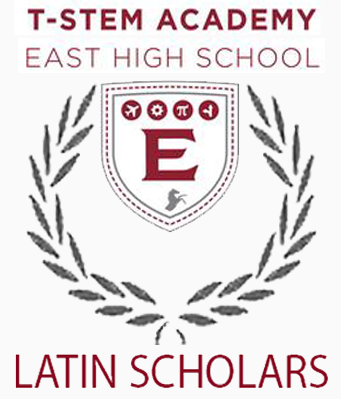 T-STEM ACADEMY
EAST HIGH SCHOOL
π
E
LATIN SCHOLARS